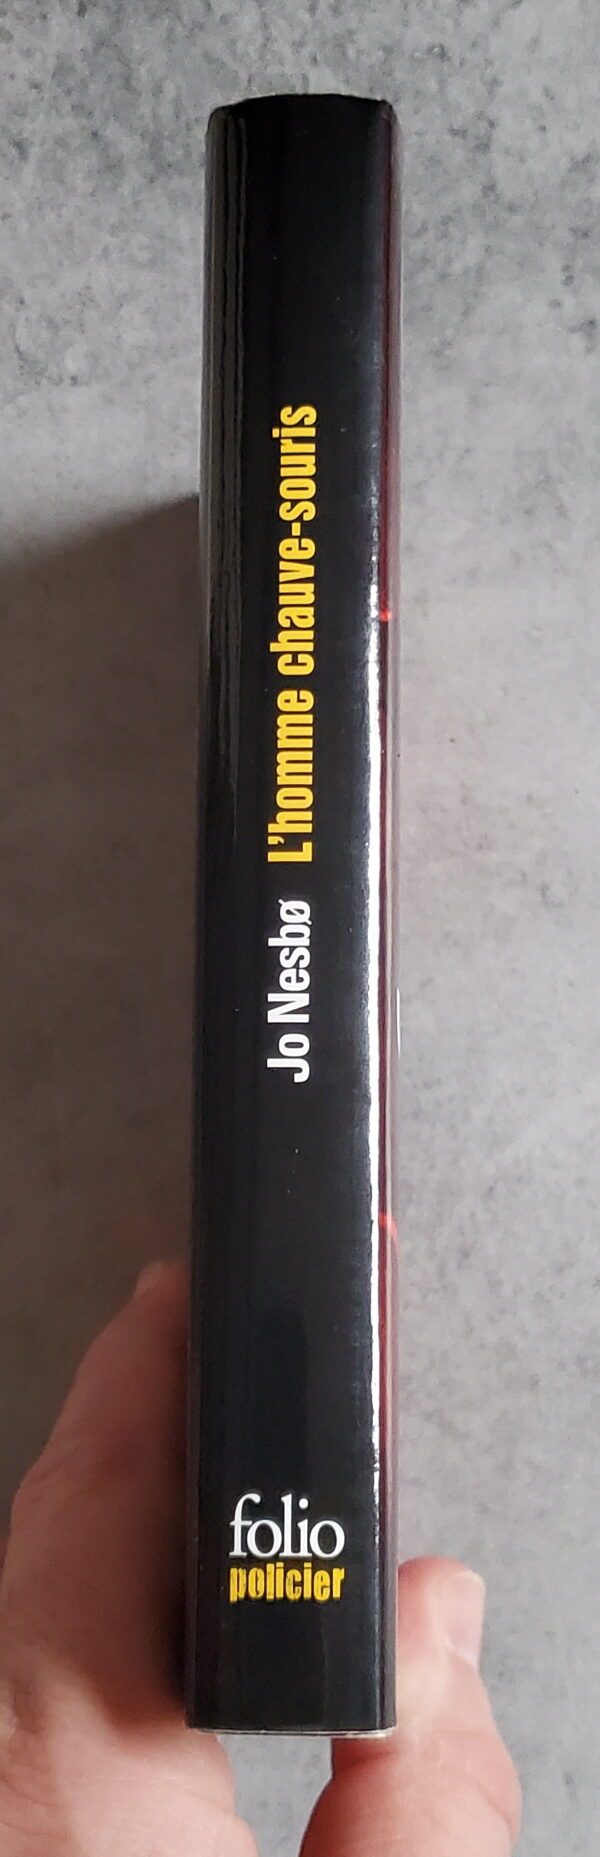 Jo Nesbø L'homme chauve-souris
folio
policier